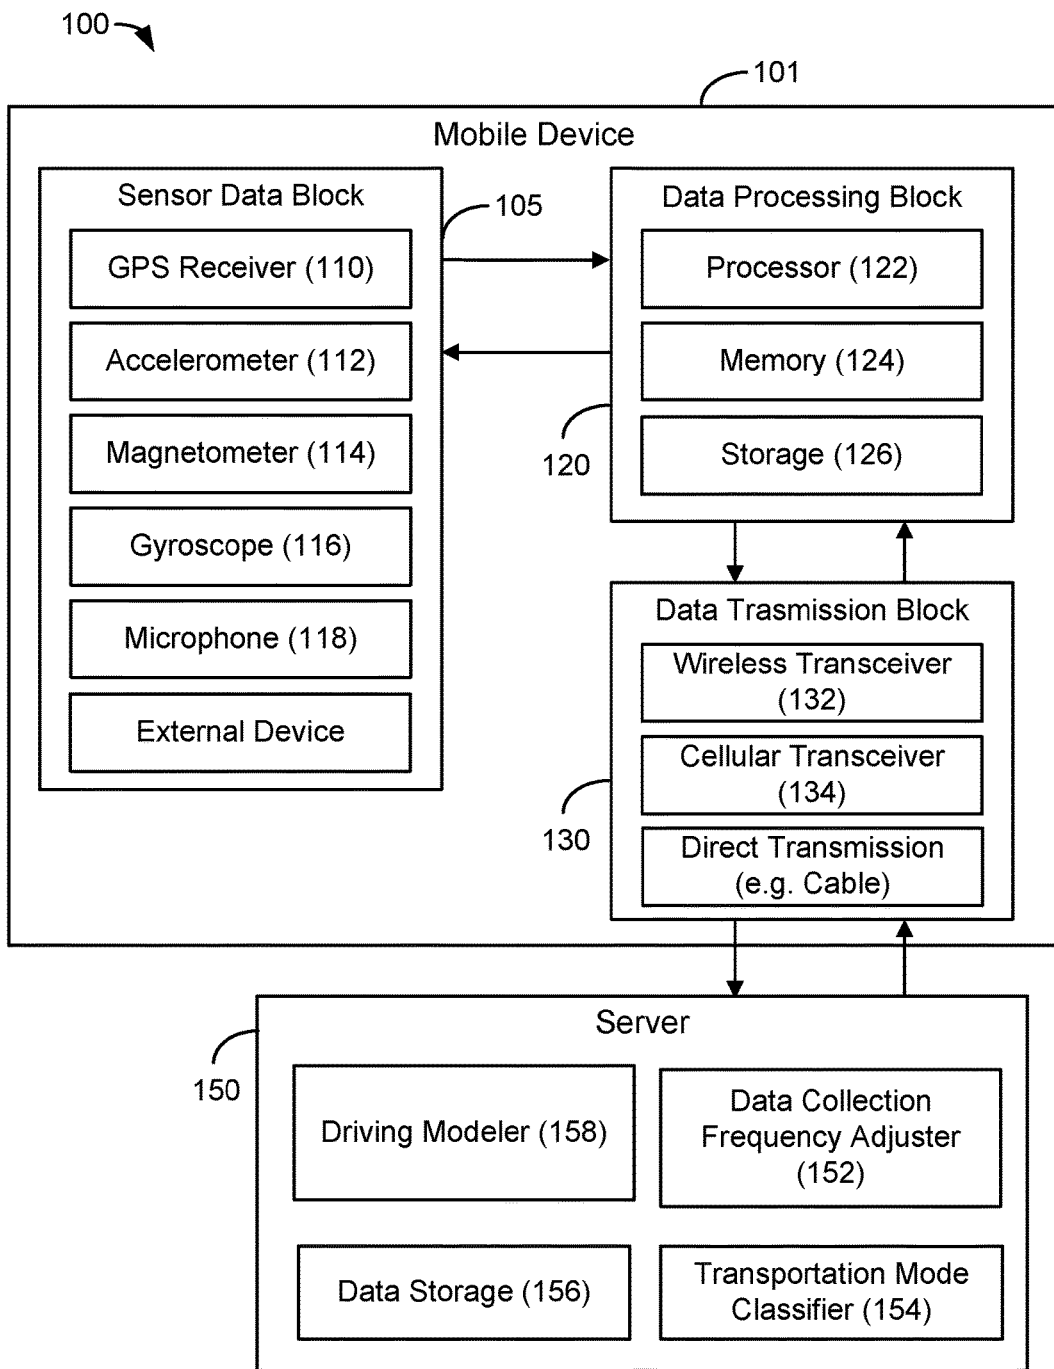 100
101
Mobile Device
Sensor Data Block
105
GPS Receiver (110)
Accelerometer (112)
Magnetometer (114)
Gyroscope (116)
Microphone (118)
External Device
Data Processing Block
Processor (122)
Memory (124)
Storage (126)
120
Data Trasmission Block
Wireless Transceiver
(132)
Cellular Transceiver
(134)
Direct Transmission
(e.g. Cable)
130
Server
150
Driving Modeler (158)
Data Collection
Frequency Adjuster
(152)
Data Storage (156)
Transportation Mode
Classifier (154)